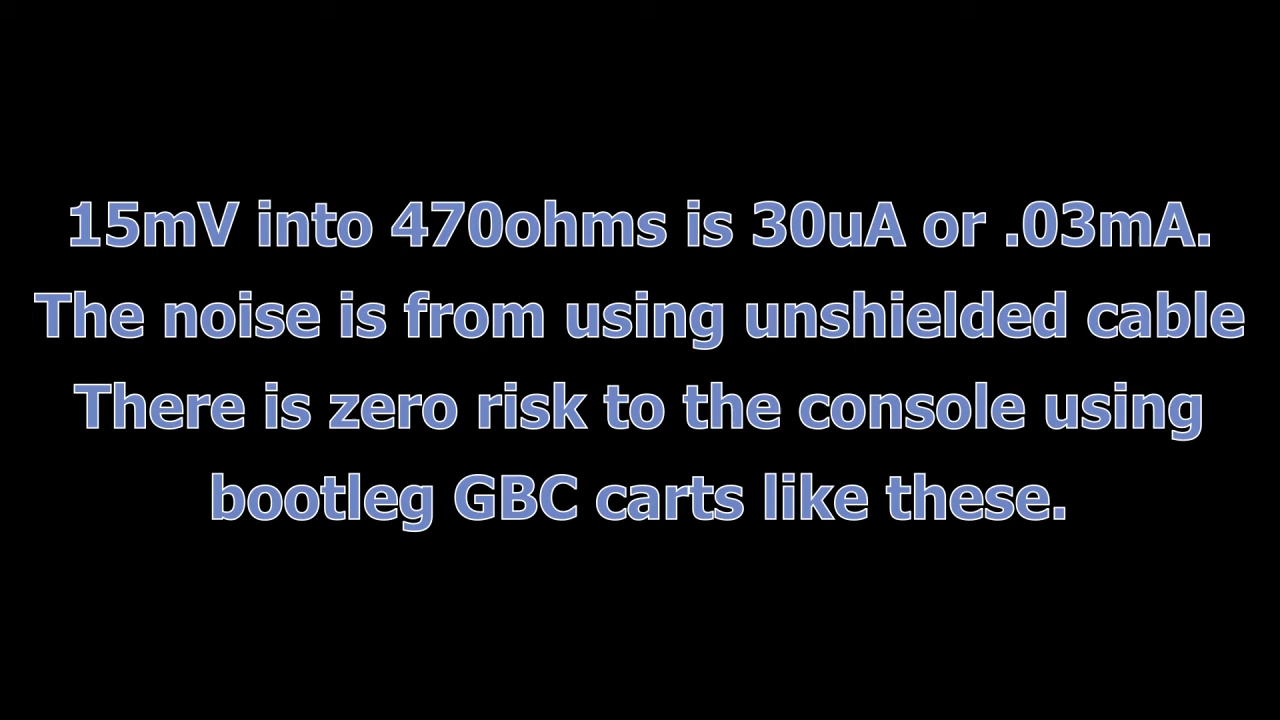 15mV into 470ohms is 30uA or .03mA.
The noise is from using unshielded cable
There is zero risk to the console using
bootleg GBC carts like these.